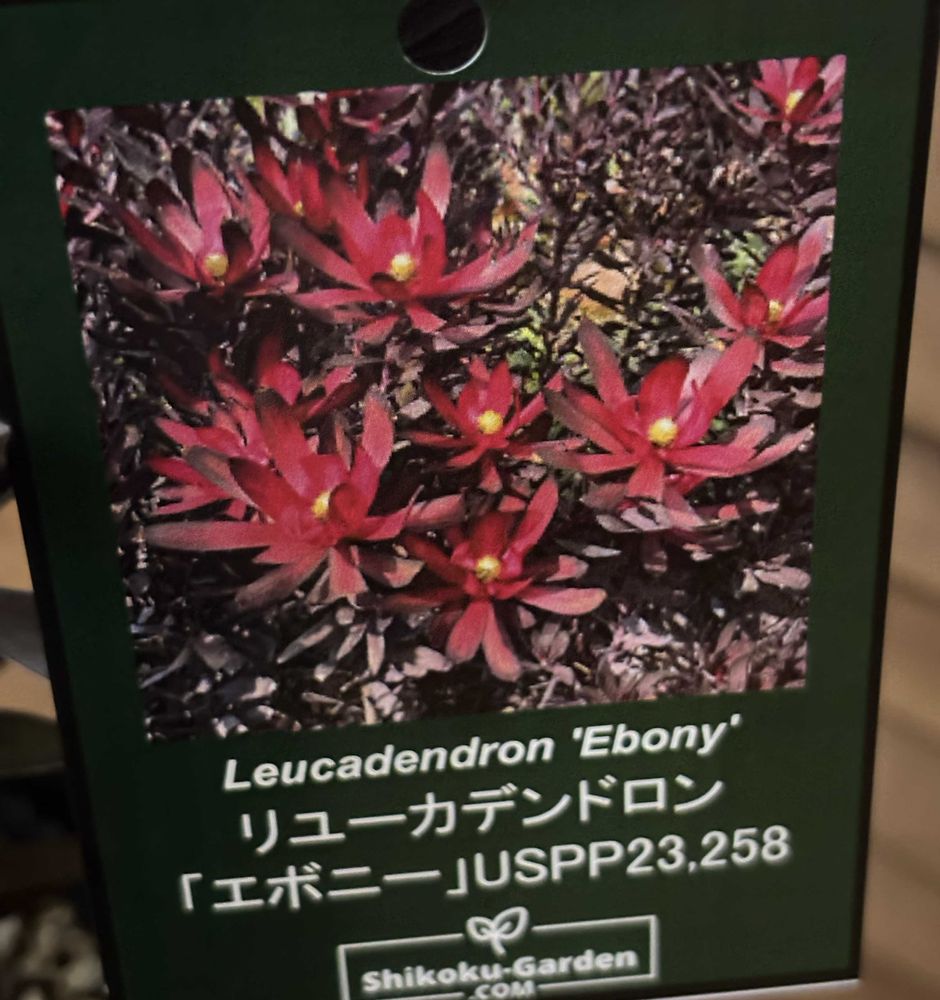 Leucadendron 'Ebony'
リューカデンドロン
「エボニー」USPP23,258
Shikoku-Garden
.COM